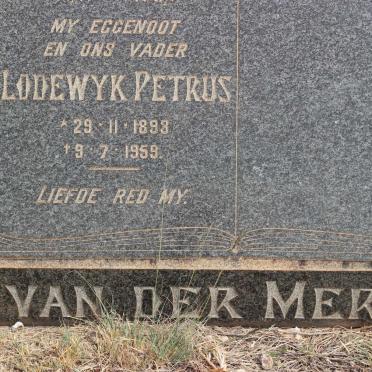 MY EGGENOOT
EN ONS VADER
LODEWYK PETRUS
* 29 · 11 · 1893
† 9 · 7 · 1959.
LIEFDE RED MY.
VAN DER MER